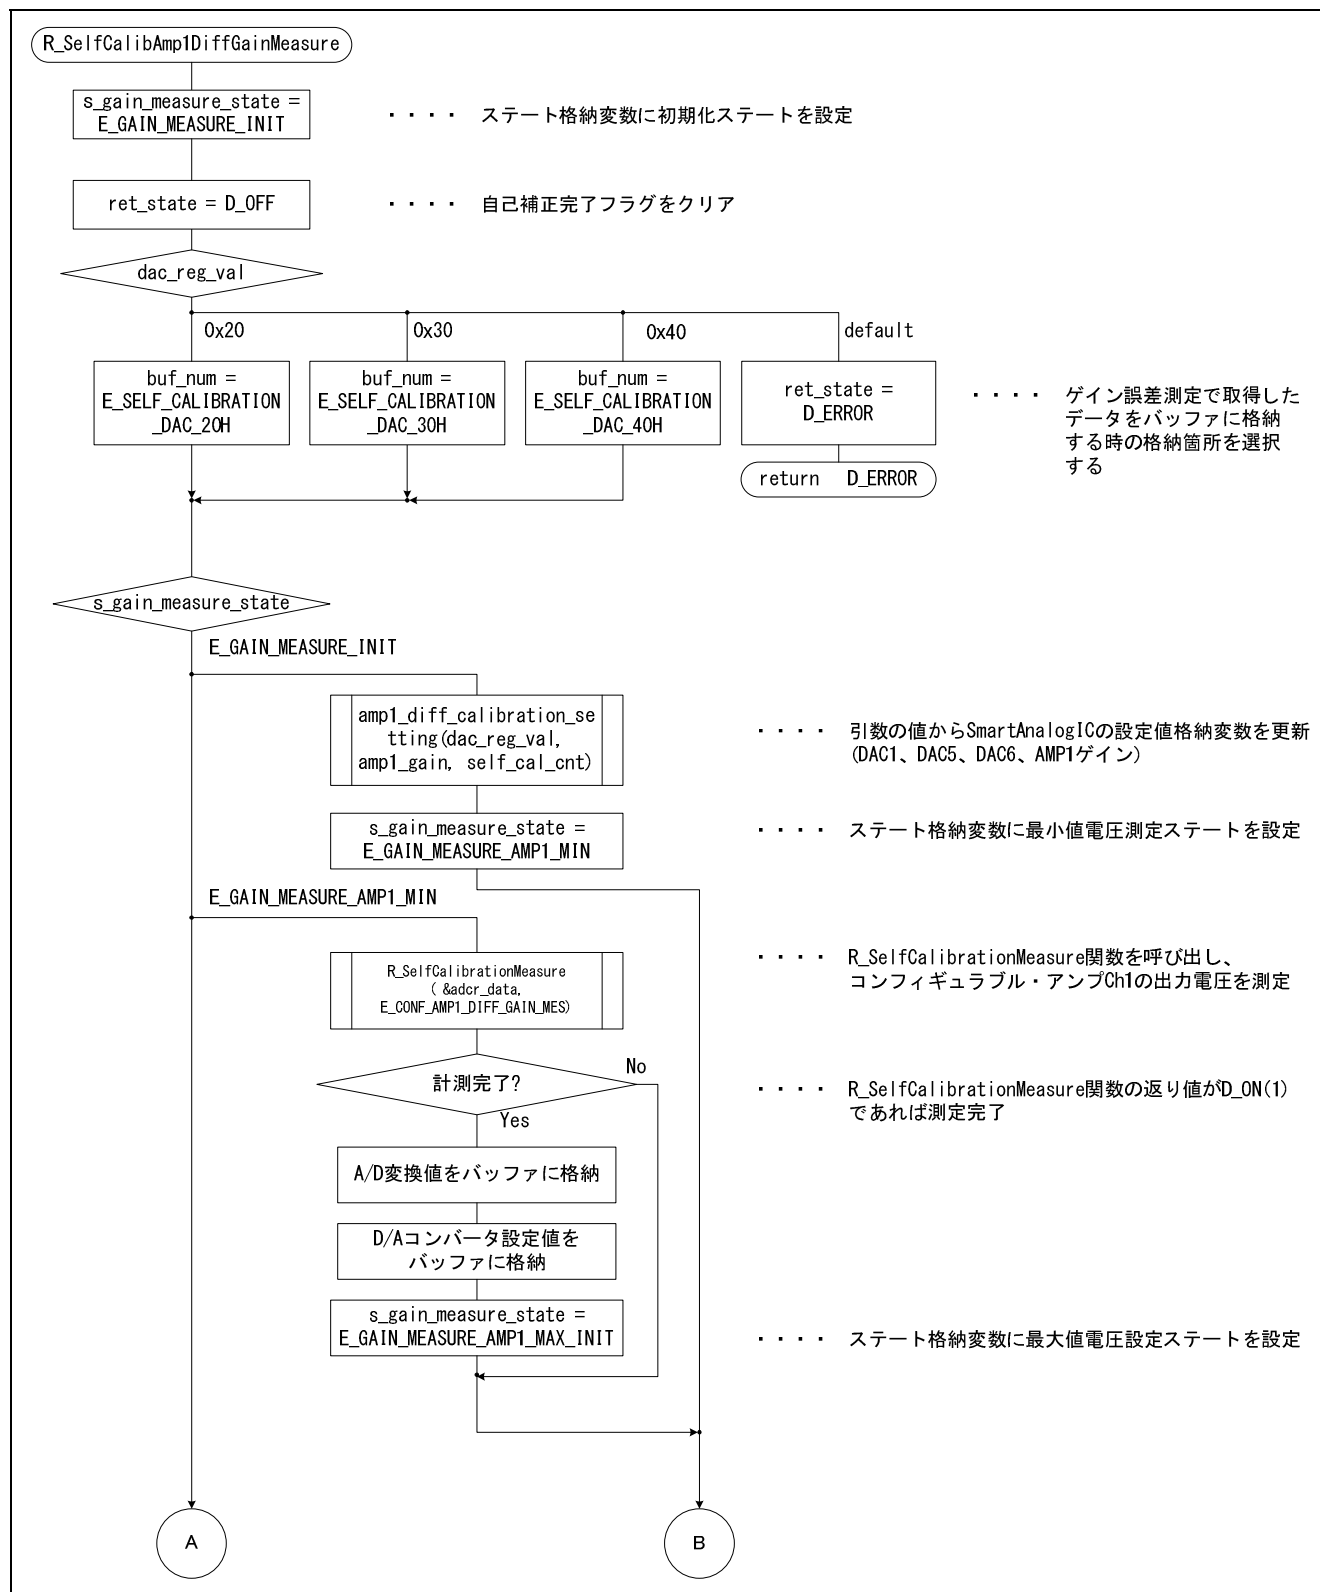 R_SelfCalibAmp1DiffGainMeasure
s_gain_measure_state =
E_GAIN_MEASURE_INIT
・・・・ ステート格納変数に初期化ステートを設定
ret_state = D_OFF
・・・・ 自己補正完了フラグをクリア
dac_reg_val
0x20
0x30
0x40
default
buf_num =
E_SELF_CALIBRATION
_DAC_20H
buf_num =
E_SELF_CALIBRATION
_DAC_30H
buf_num =
E_SELF_CALIBRATION
_DAC_40H
ret_state =
D_ERROR
・・・・ ゲイン誤差測定で取得した
データをバッファに格納
する時の格納箇所を選択
する
return D_ERROR
s_gain_measure_state
E_GAIN_MEASURE_INIT
amp1_diff_calibration_se
tting(dac_reg_val,
amp1_gain, self_cal_cnt)
・・・・ 引数の値からSmartAnalogICの設定値格納変数を更新
(DAC1、DAC5、DAC6、AMP1ゲイン)
s_gain_measure_state =
E_GAIN_MEASURE_AMP1_MIN
・・・・ ステート格納変数に最小値電圧測定ステートを設定
E_GAIN_MEASURE_AMP1_MIN
R_SelfCalibrationMeasure
( &adcr_data,
E_CONF_AMP1_DIFF_GAIN_MES)
・・・・ R_SelfCalibrationMeasure関数を呼び出し、
コンフィギュラブル・アンプCh1の出力電圧を測定
計測完了?
No
Yes
・・・・ R_SelfCalibrationMeasure関数の返り値がD_ON(1)
であれば測定完了
A/D変換値をバッファに格納
D/Aコンバータ設定値を
バッファに格納
s_gain_measure_state =
E_GAIN_MEASURE_AMP1_MAX_INIT
・・・・ ステート格納変数に最大値電圧設定ステートを設定
A
B